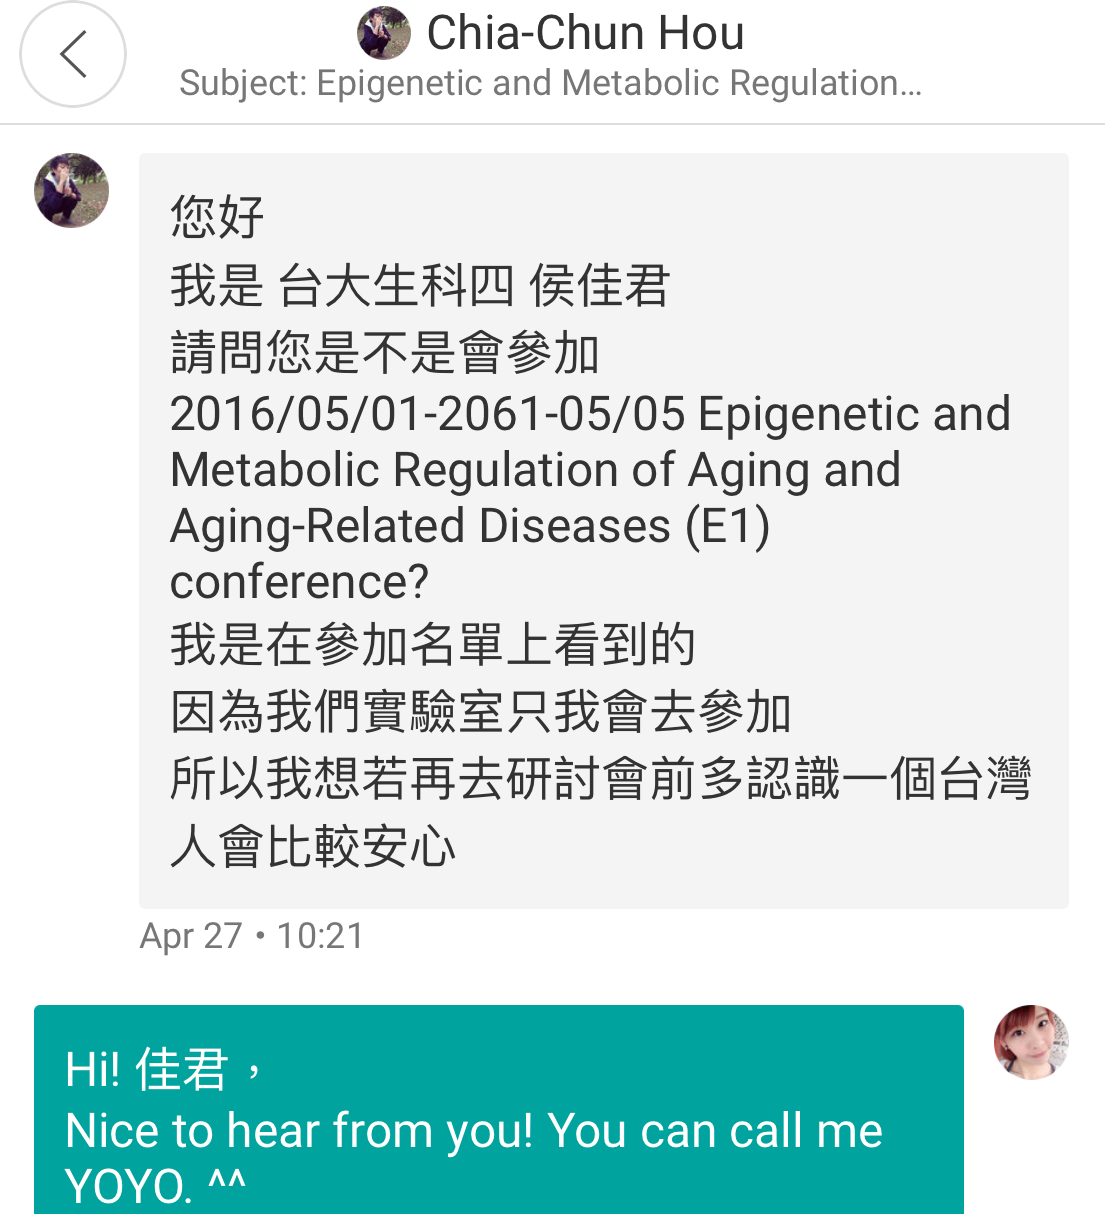 Chia-Chun Hou
Subject: Epigenetic and Metabolic Regulation...
您好
我是 台大生科四 侯佳君
請問您是不是會參加
2016/05/01-2061-05/05 Epigenetic and
Metabolic Regulation of Aging and
Aging-Related Diseases (E1)
conference?
我是在參加名單上看到的
因為我們實驗室只我會去參加
所以我想若再去研討會前多認識一個台灣
人會比較安心
Apr 27 • 10:21
Hi! 佳君，
Nice to hear from you! You can call me
YOYO. ^^